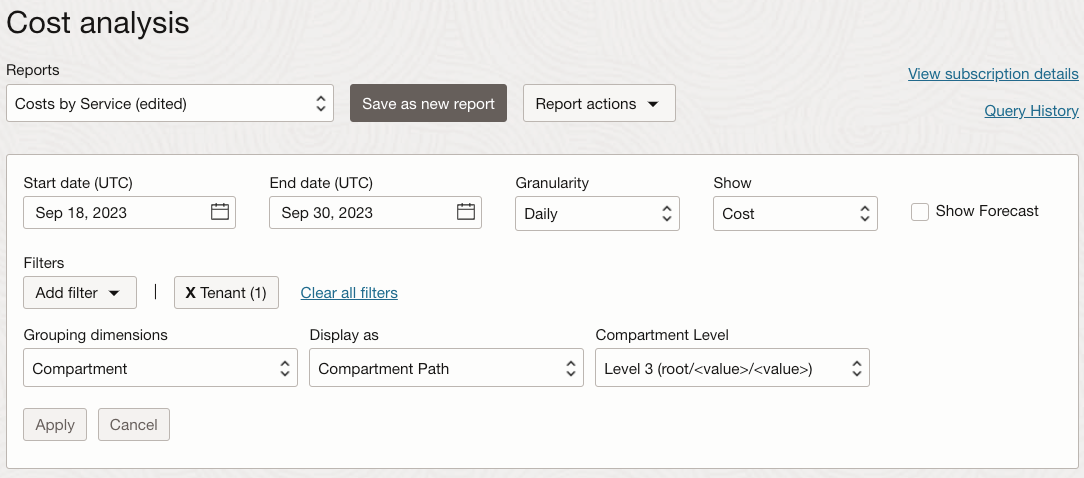 Cost analysis
Reports
View subscription details
Costs by Service (edited)
Save as new report
Report actions
Query History
Start date (UTC)
End date (UTC)
Granularity
Show
Sep 18, 2023
Sep 30, 2023
Daily
Cost
Show Forecast
Filters
Add filter
|
X Tenant (1)
Clear all filters
Grouping dimensions
Display as
Compartment Level
Compartment
Compartment Path
Level 3 (root/<value>/<value>)
Apply
Cancel